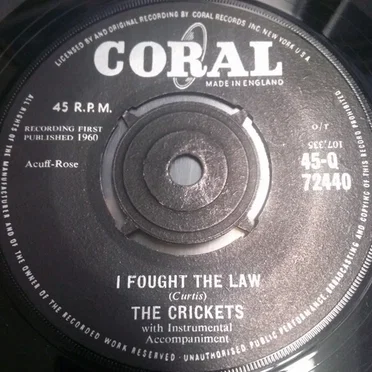 LICENSED BY AND ORIGINAL RECORDING BY CORAL RECORDS INC. NEW YORK U.S.A.
CORAL
MADE IN ENGLAND
45 R.P.M.
RECORDING FIRST
PUBLISHED 1960
Acuff-Rose
o/r
107,335
45-Q
72440
I FOUGHT THE LAW
(Curtis)
THE CRICKETS
with Instrumental
Accompaniment
ALL RIGHTS OF THE MANUFACTURER AND OF THE OWNER OF THE RECORDED WORK RESERVED · UNAUTHORISED PUBLIC PERFORMANCE, BROADCASTING AND COPYING OF THIS RECORD PROHIBITED